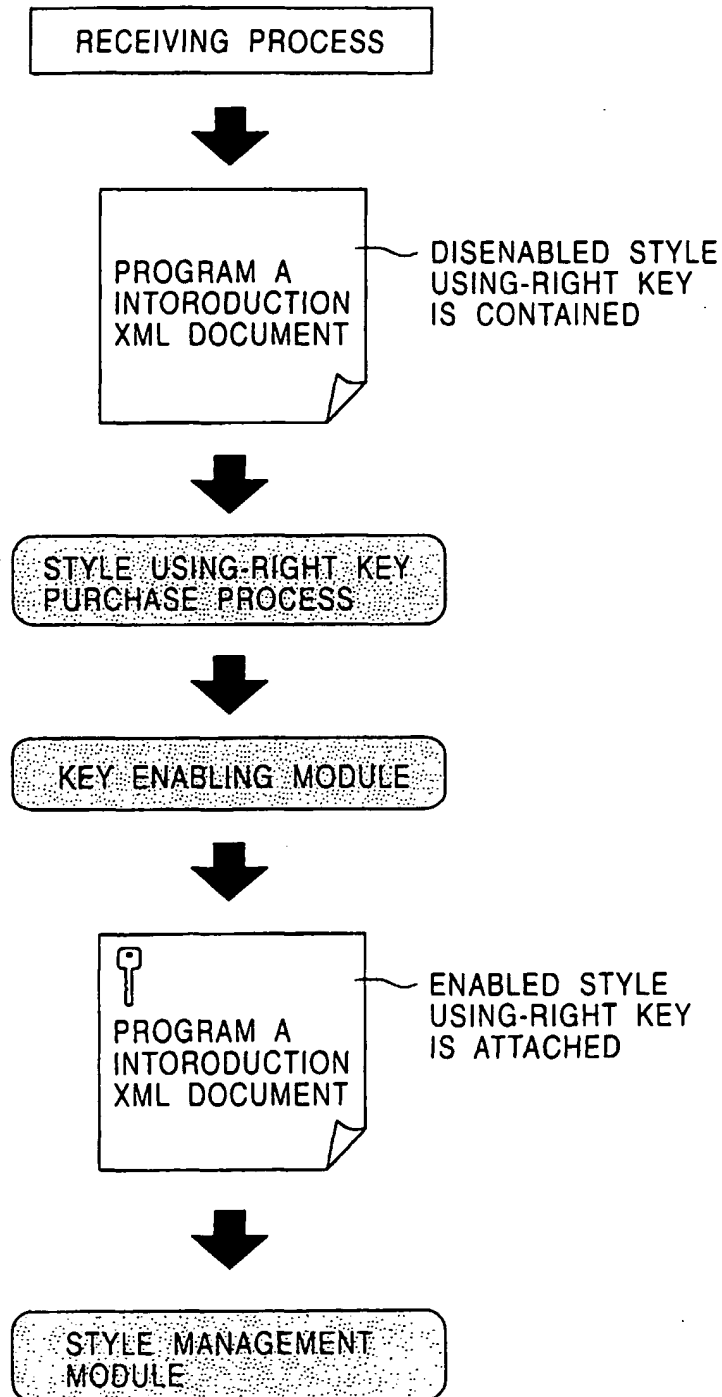 RECEIVING PROCESS
PROGRAM A
INTORODUCTION
XML DOCUMENT
DISENABLED STYLE
USING-RIGHT KEY
IS CONTAINED
STYLE USING-RIGHT KEY
PURCHASE PROCESS
KEY ENABLING MODULE
PROGRAM A
INTORODUCTION
XML DOCUMENT
ENABLED STYLE
USING-RIGHT KEY
IS ATTACHED
STYLE MANAGEMENT
MODULE